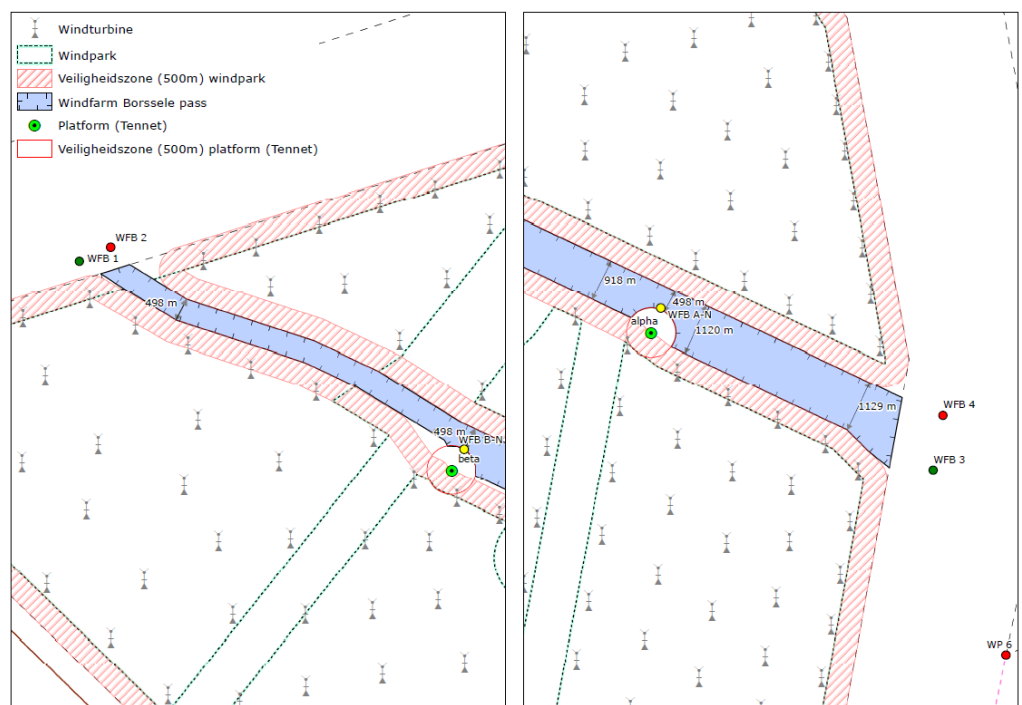 Windturbine
Windpark
Veiligheidszone (500m) windpark
Windfarm Borssele pass
Platform (Tennet)
Veiligheidszone (500m) platform (Tennet)
WFB 2
WFB 1
498 m
498 m
WFB B-N
beta
918 m
498 m
WFB A-N
alpha
1120 m
1129 m
WFB 4
WFB 3
WP 6